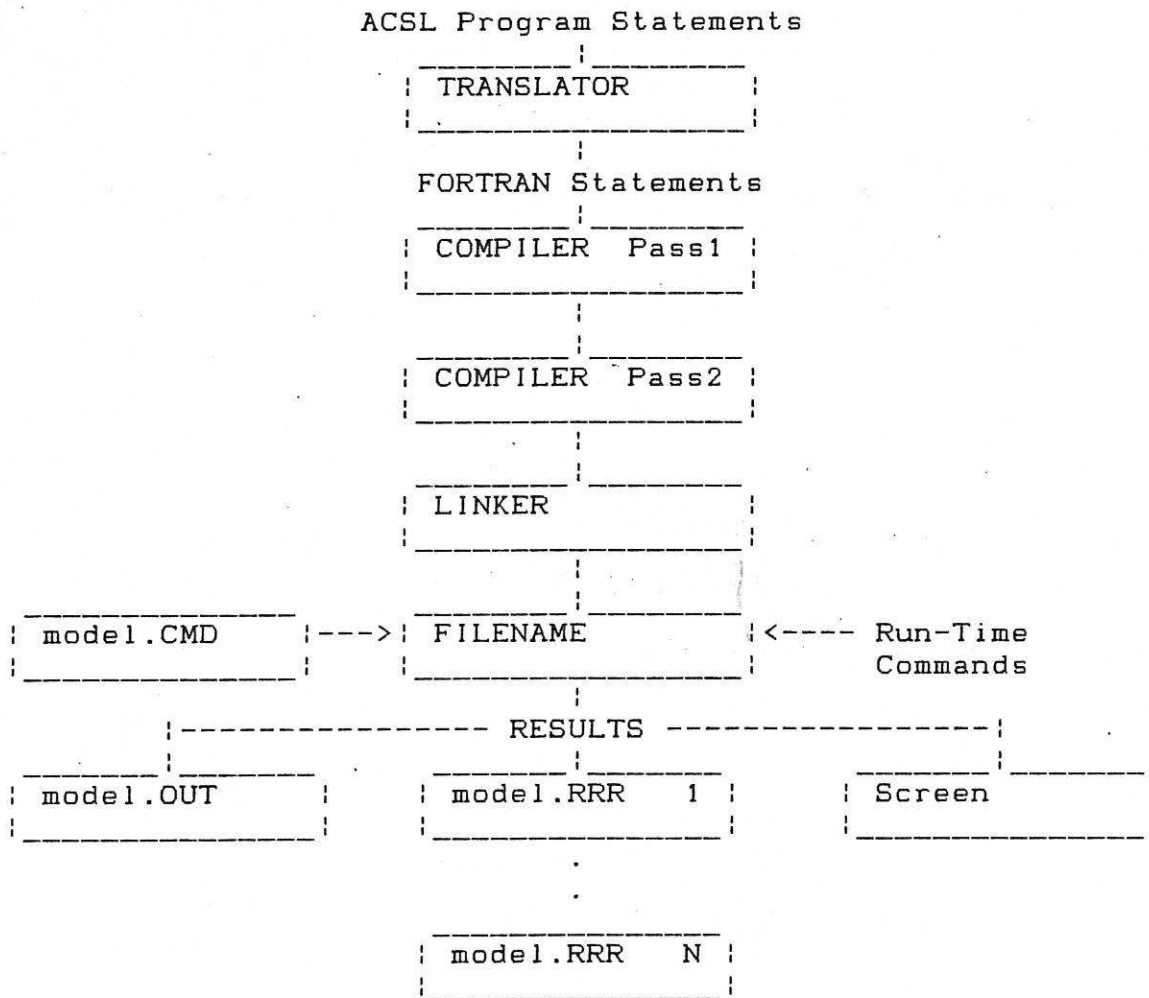 ACSL Program Statements
TRANSLATOR
FORTRAN Statements
COMPILER Pass1
COMPILER Pass2
LINKER
model.CMD
FILENAME
Run-Time
Commands
RESULTS
model.OUT
model.RRR 1
Screen
model.RRR N